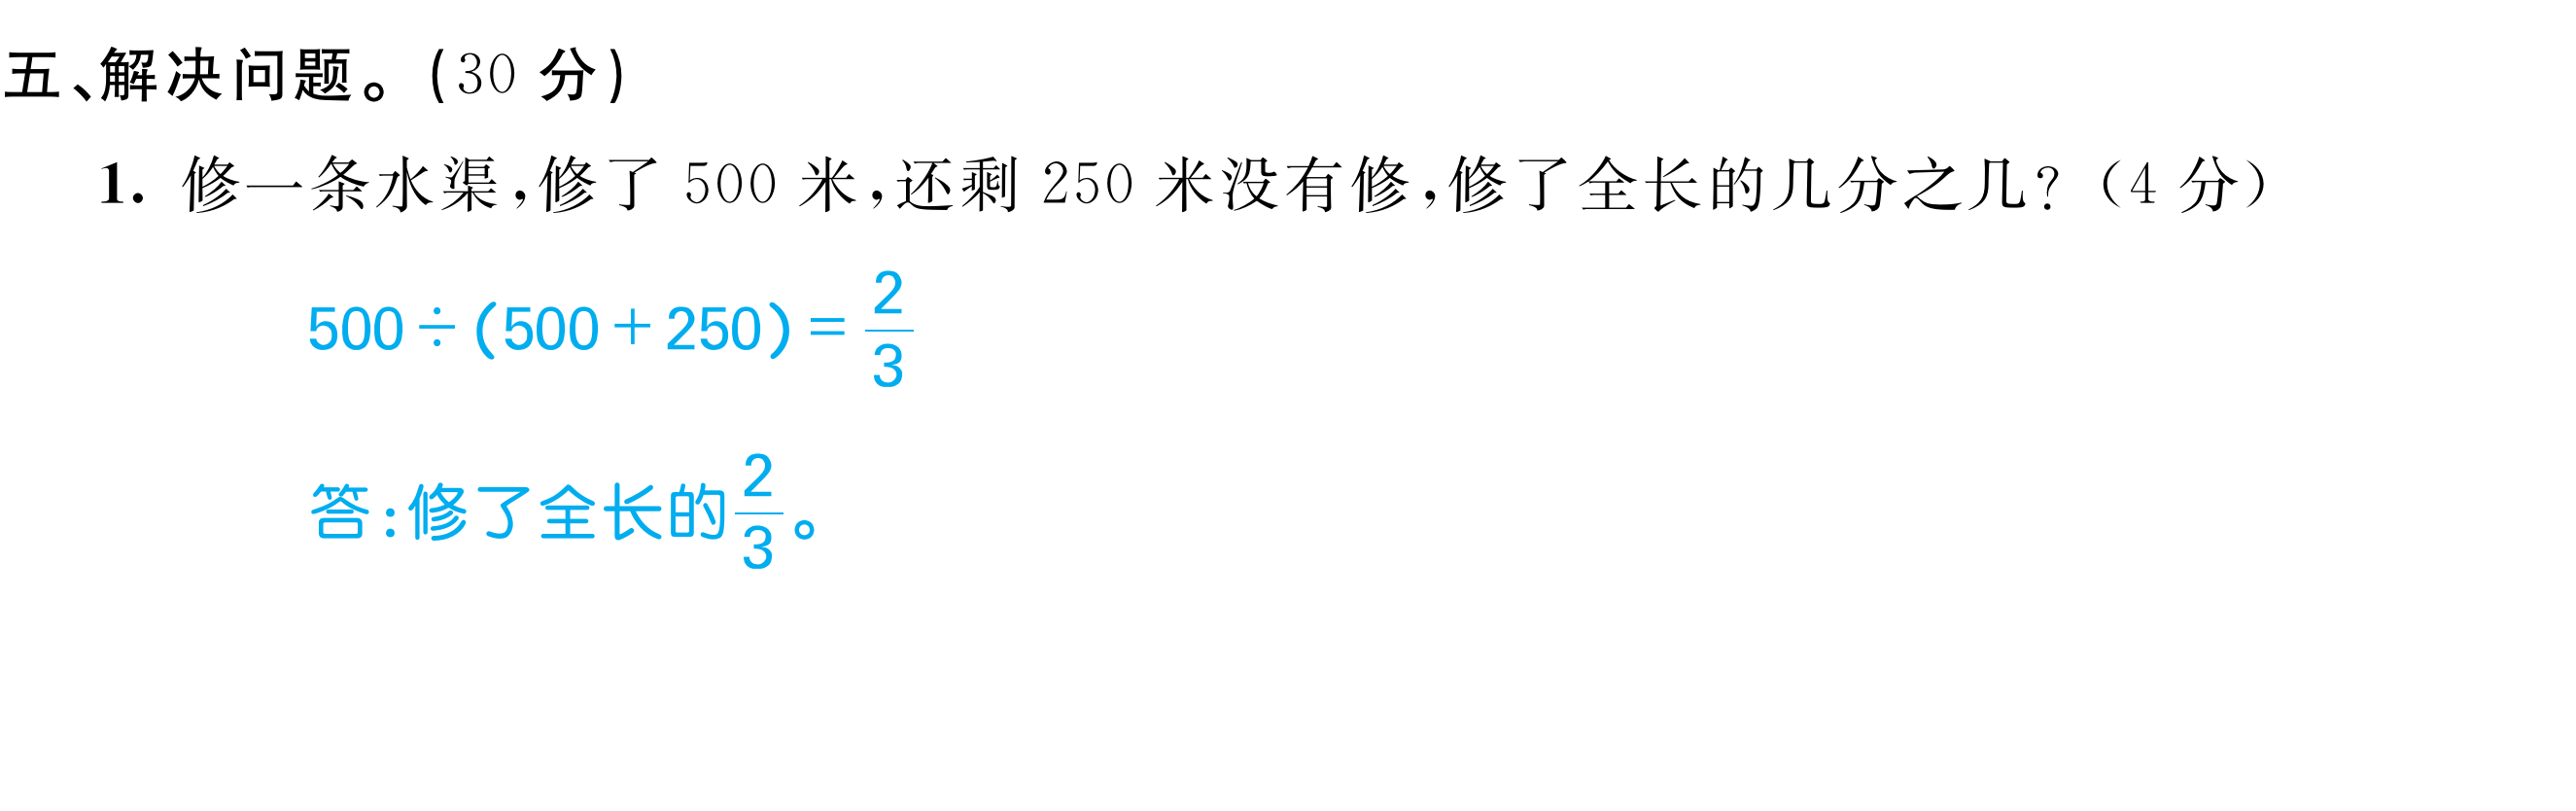 五、解决问题。(30 分)
1. 修一条水渠,修了 500 米,还剩 250 米没有修,修了全长的几分之几?(4 分)
500÷(500+250)=2/3
答:修了全长的2/3。